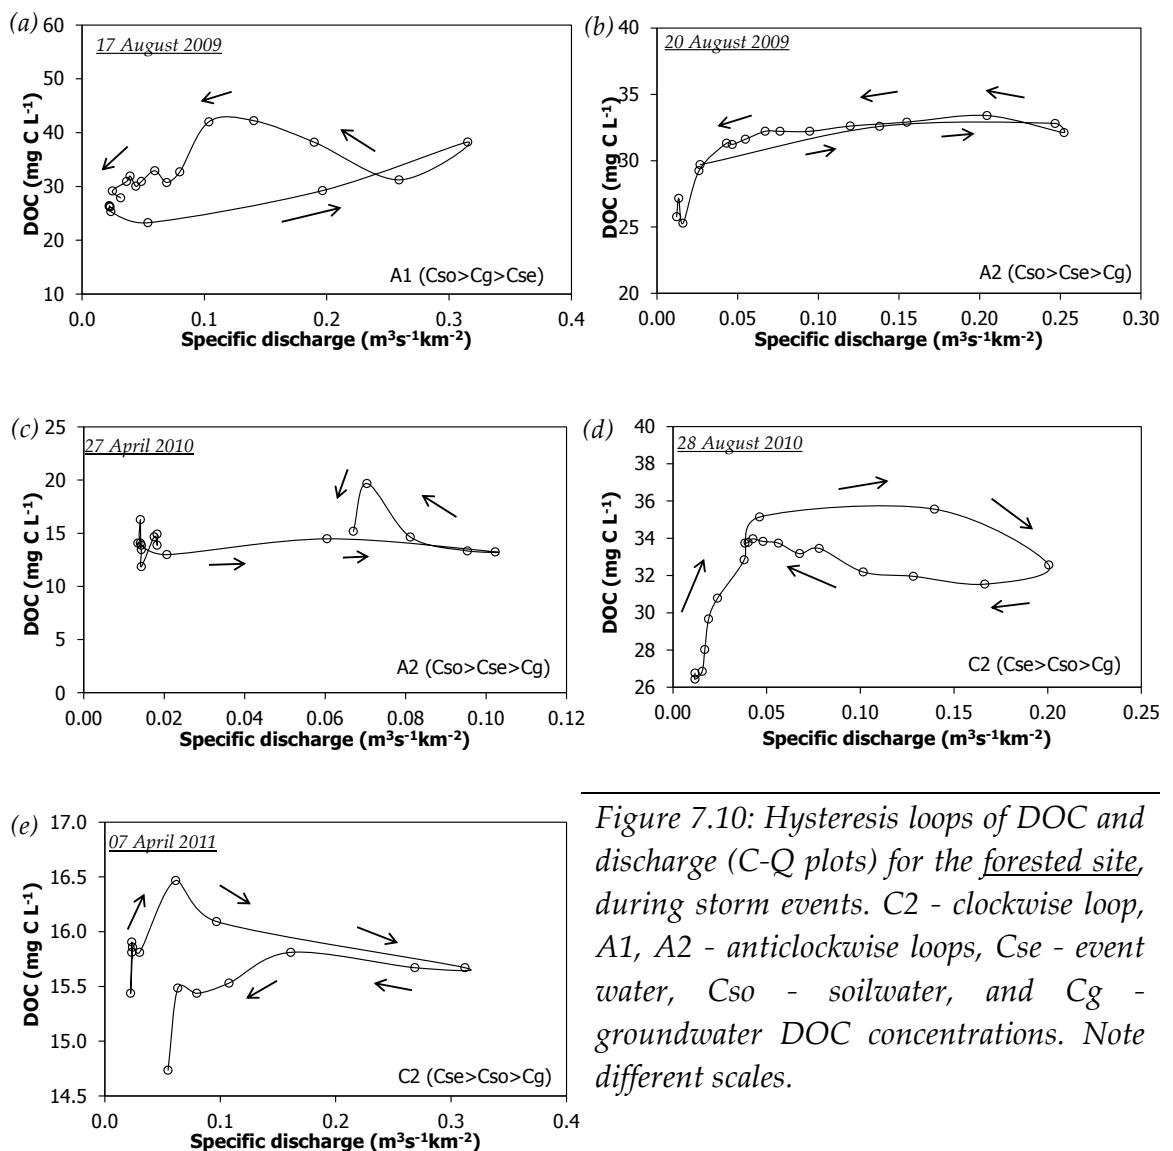 (a)
60
50
40
30
20
10
DOC (mg C L-1)
17 August 2009
A1 (Cso>Cg>Cse)
0.0 0.1 0.2 0.3 0.4
Specific discharge (m³s⁻¹km⁻²)
(b)
40
35
30
25
20
DOC (mg C L-1)
20 August 2009
A2 (Cso>Cse>Cg)
0.00 0.05 0.10 0.15 0.20 0.25 0.30
Specific discharge (m³s⁻¹km⁻²)
(c)
25
20
15
10
5
0
DOC (mg C L-1)
27 April 2010
A2 (Cso>Cse>Cg)
0.00 0.02 0.04 0.06 0.08 0.10 0.12
Specific discharge (m³s⁻¹km⁻²)
(d)
40
38
36
34
32
30
28
26
DOC (mg C L-1)
28 August 2010
C2 (Cse>Cso>Cg)
0.00 0.05 0.10 0.15 0.20 0.25
Specific discharge (m³s⁻¹km⁻²)
(e)
17.0
16.5
16.0
15.5
15.0
14.5
DOC (mg C L-1)
07 April 2011
C2 (Cse>Cso>Cg)
0.0 0.1 0.2 0.3 0.4
Specific discharge (m³s⁻¹km⁻²)
Figure 7.10: Hysteresis loops of DOC and
discharge (C-Q plots) for the forested site,
during storm events. C2 - clockwise loop,
A1, A2 - anticlockwise loops, Cse - event
water, Cso - soilwater, and Cg -
groundwater DOC concentrations. Note
different scales.